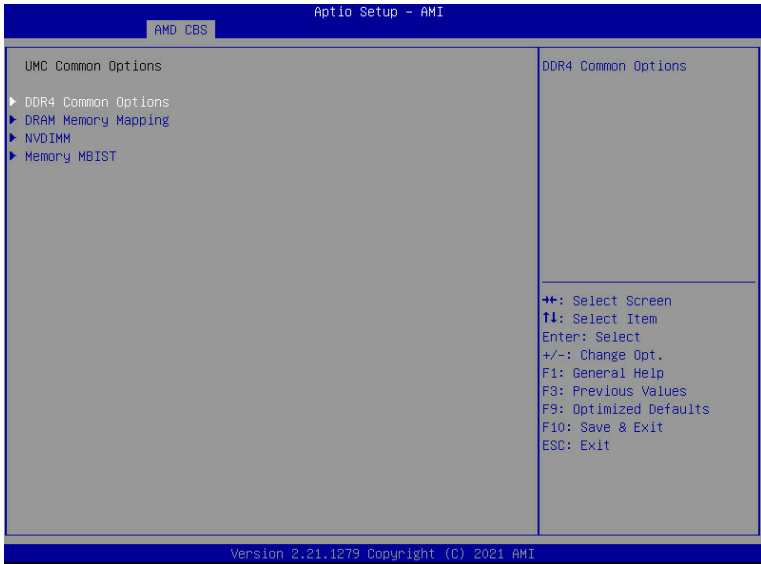 Aptio Setup – AMI
AMD CBS
UMC Common Options
DDR4 Common Options
DRAM Memory Mapping
NVDIMM
Memory MBIST
DDR4 Common Options
→←: Select Screen
↑↓: Select Item
Enter: Select
+/-: Change Opt.
F1: General Help
F3: Previous Values
F9: Optimized Defaults
F10: Save & Exit
ESC: Exit
Version 2.21.1279 Copyright (C) 2021 AMI